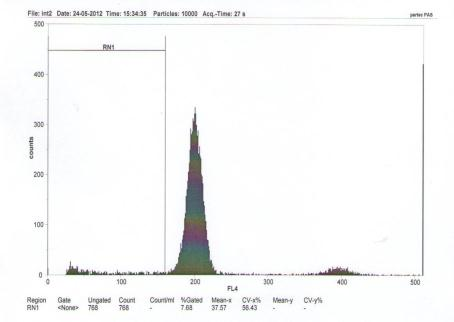 File: int2 Date: 24-05-2012 Time: 15:34:35 Particles: 10000 Acq.-Time: 27 s partec PAS
500
RN1
400
300
counts
200
100
0
0 100 200 300 400 500
FL4
Region Gate Ungated Count Count/ml %Gated Mean-x CV-x% Mean-y CV-y%
RN1 <None> 768 768 - 7.68 37.57 56.43 - -